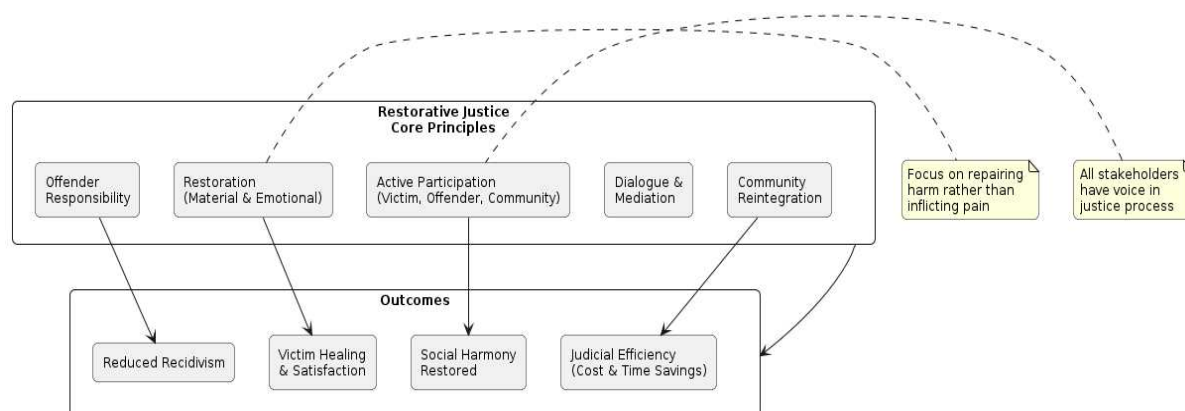 Restorative Justice
Core Principles
Offender
Responsibility
Restoration
(Material & Emotional)
Active Participation
(Victim, Offender, Community)
Dialogue &
Mediation
Community
Reintegration
Focus on repairing
harm rather than
inflicting pain
All stakeholders
have voice in
justice process
Outcomes
Reduced Recidivism
Victim Healing
& Satisfaction
Social Harmony
Restored
Judicial Efficiency
(Cost & Time Savings)